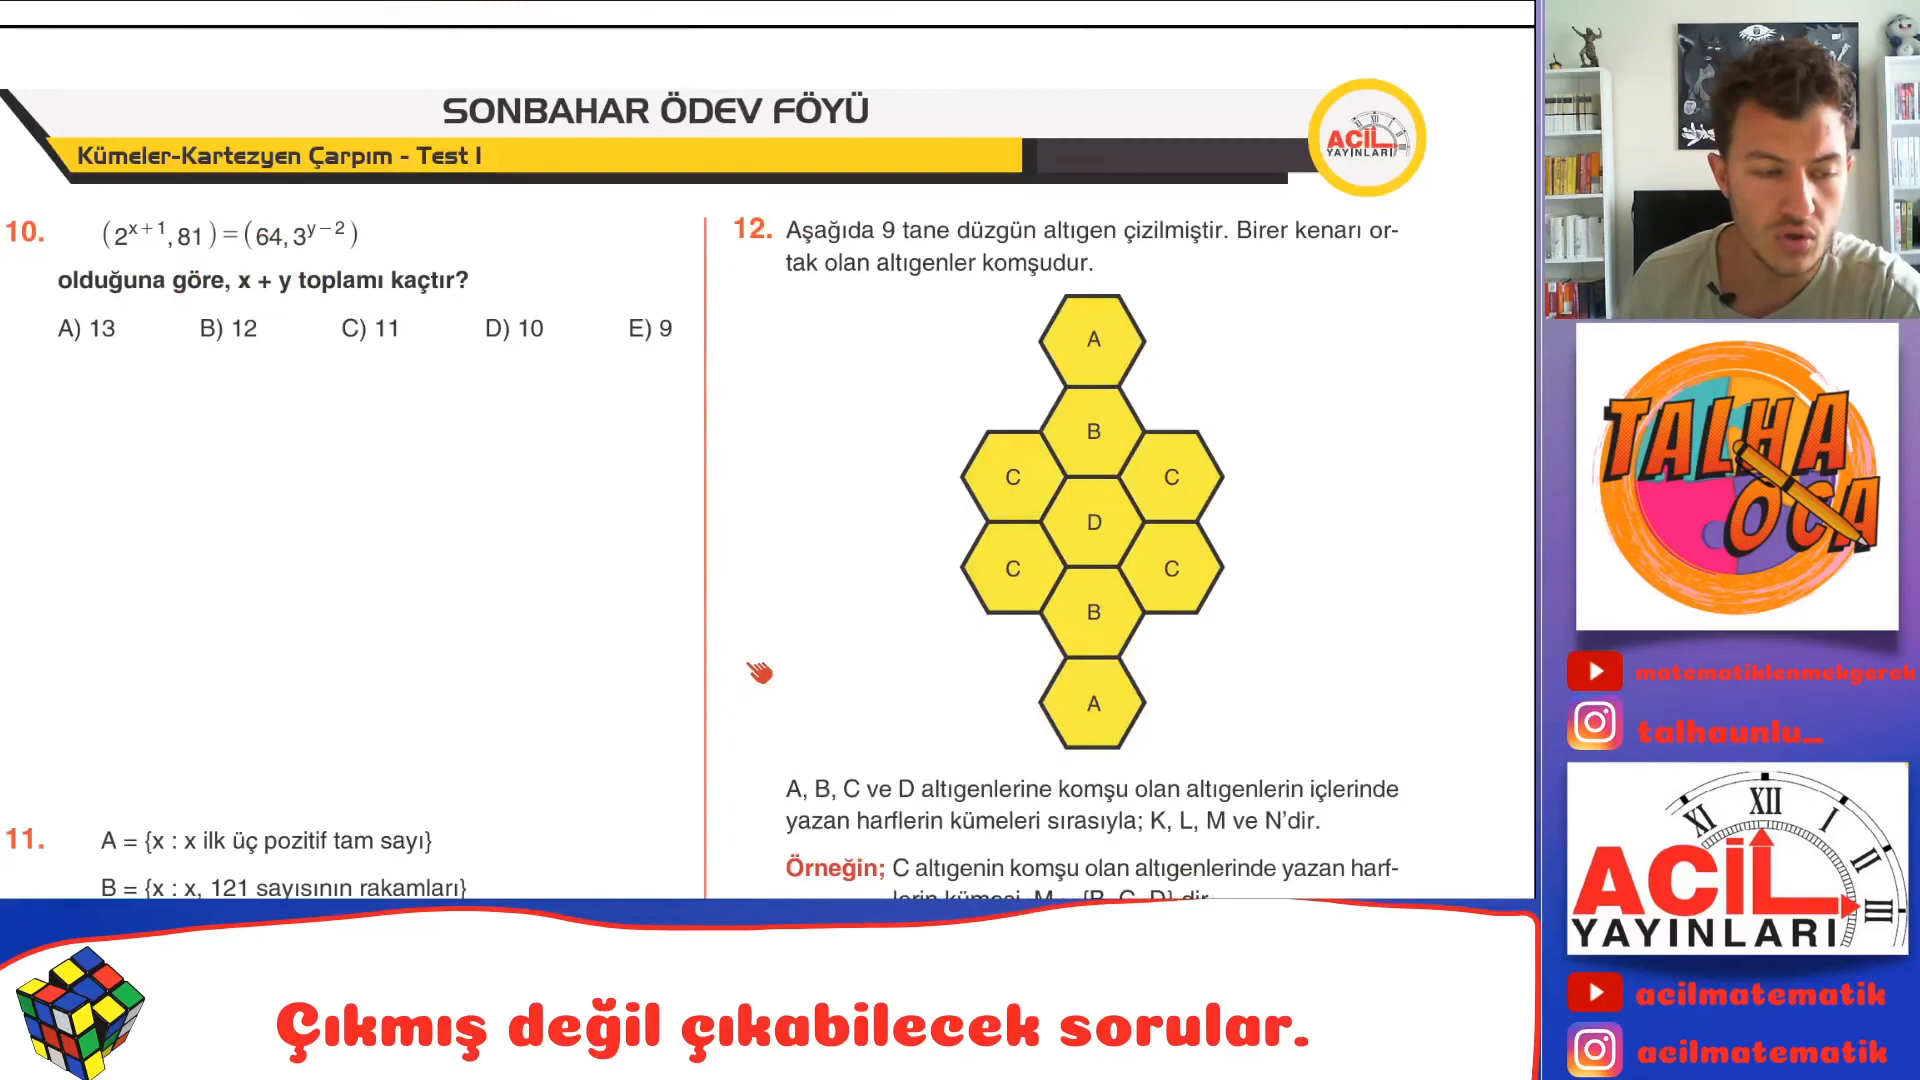 SONBAHAR ÖDEV FÖYÜ
Kümeler-Kartezyen Çarpım - Test I
ACİL
YAYINLARI
10. (2^{x+1}, 81) = (64, 3^{y-2})
olduğuna göre, x + y toplamı kaçtır?
A) 13 B) 12 C) 11 D) 10 E) 9
11. A = {x : x ilk üç pozitif tam sayı}
B = {x : x, 121 sayısının rakamları}
12. Aşağıda 9 tane düzgün altıgen çizilmiştir. Birer kenarı or-
tak olan altıgenler komşudur.
A
B
C C
D
C C
B
A
A, B, C ve D altıgenlerine komşu olan altıgenlerin içlerinde
yazan harflerin kümeleri sırasıyla; K, L, M ve N'dir.
Örneğin; C altıgenin komşu olan altıgenlerinde yazan harf-
Çıkmış değil çıkabilecek sorular.
TALHA
OCA
matematiklenmekgerek
talhaunlu_
XI XII I II III
ACİL
YAYINLARI
acilmatematik
acilmatematik